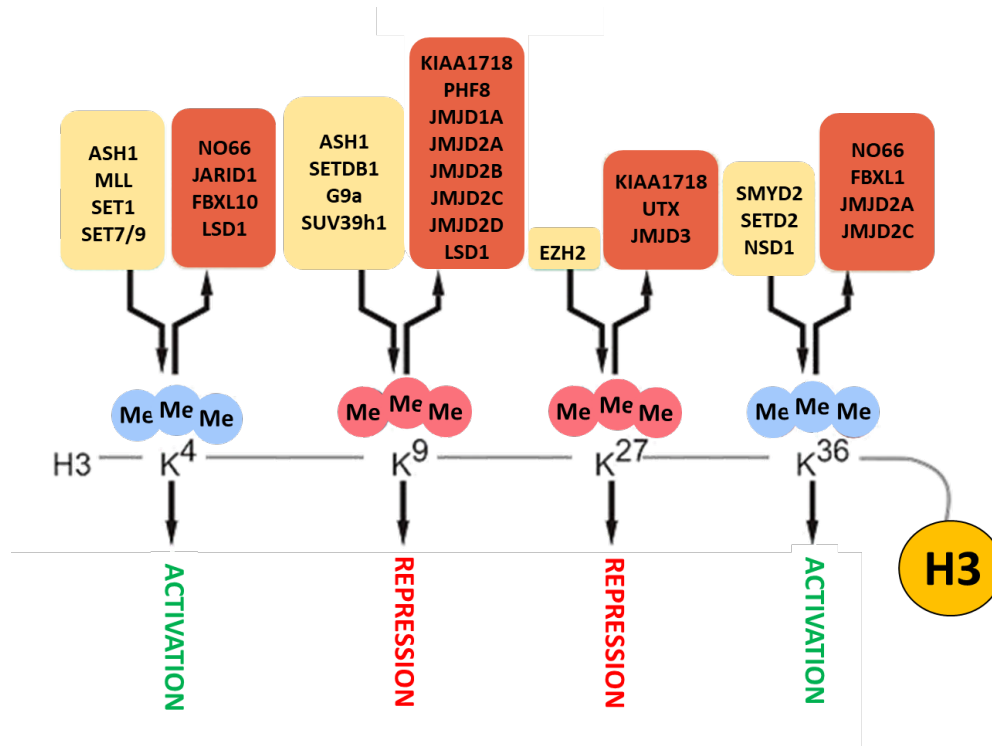 ASH1
MLL
SET1
SET7/9
NO66
JARID1
FBXL10
LSD1
ASH1
SETDB1
G9a
SUV39h1
KIAA1718
PHF8
JMJD1A
JMJD2A
JMJD2B
JMJD2C
JMJD2D
LSD1
EZH2
KIAA1718
UTX
JMJD3
SMYD2
SETD2
NSD1
NO66
FBXL1
JMJD2A
JMJD2C
Me Me Me
Me Me Me
Me Me Me
Me Me Me
H3 K4 K9 K27 K36
H3
ACTIVATION
REPRESSION
REPRESSION
ACTIVATION